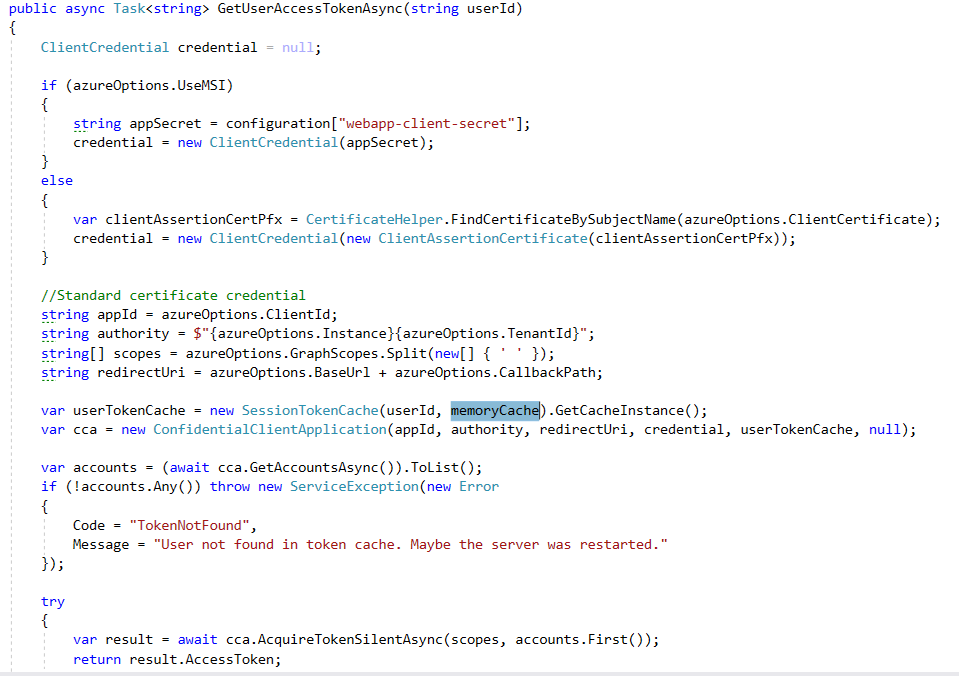 public async Task<string> GetUserAccessTokenAsync(string userId)
{
ClientCredential credential = null;
if (azureOptions.UseMSI)
{
string appSecret = configuration["webapp-client-secret"];
credential = new ClientCredential(appSecret);
}
else
{
var clientAssertionCertPfx = CertificateHelper.FindCertificateBySubjectName(azureOptions.ClientCertificate);
credential = new ClientCredential(new ClientAssertionCertificate(clientAssertionCertPfx));
}
//Standard certificate credential
string appId = azureOptions.ClientId;
string authority = $"{azureOptions.Instance}{azureOptions.TenantId}";
string[] scopes = azureOptions.GraphScopes.Split(new[] { ' ' });
string redirectUri = azureOptions.BaseUrl + azureOptions.CallbackPath;
var userTokenCache = new SessionTokenCache(userId, memoryCache).GetCacheInstance();
var cca = new ConfidentialClientApplication(appId, authority, redirectUri, credential, userTokenCache, null);
var accounts = (await cca.GetAccountsAsync()).ToList();
if (!accounts.Any()) throw new ServiceException(new Error
{
Code = "TokenNotFound",
Message = "User not found in token cache. Maybe the server was restarted."
});
try
{
var result = await cca.AcquireTokenSilentAsync(scopes, accounts.First());
return result.AccessToken;